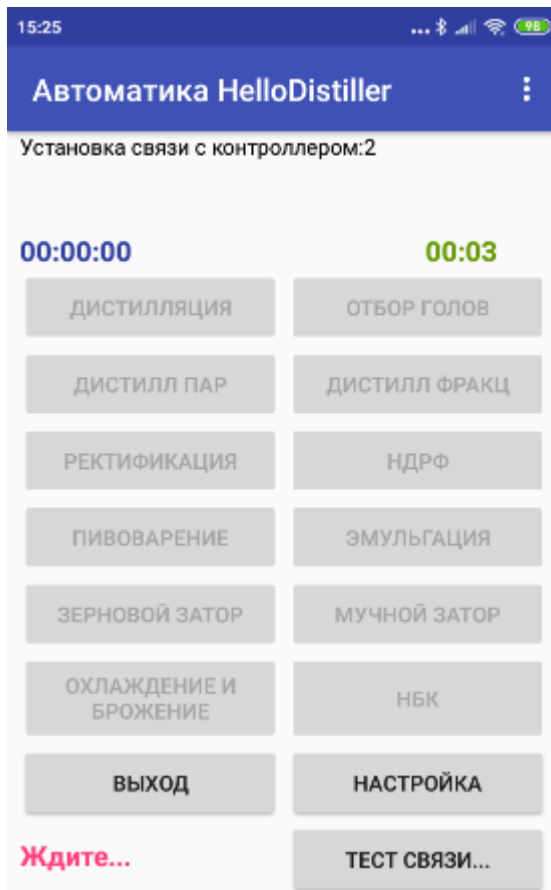 15:25
98
Автоматика HelloDistiller
Установка связи с контроллером:2
00:00:00 00:03
ДИСТИЛЛЯЦИЯ ОТБОР ГОЛОВ
ДИСТИЛЛ ПАР ДИСТИЛЛ ФРАКЦ
РЕКТИФИКАЦИЯ НДРФ
ПИВОВАРЕНИЕ ЭМУЛЬГАЦИЯ
ЗЕРНОВОЙ ЗАТОР МУЧНОЙ ЗАТОР
ОХЛАЖДЕНИЕ И
БРОЖЕНИЕ
НБК
ВЫХОД НАСТРОЙКА
Ждите... ТЕСТ СВЯЗИ...